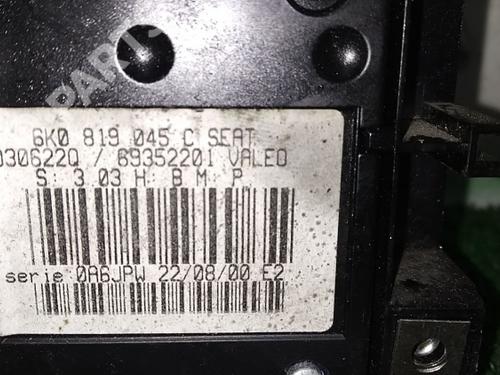 6K0 819 045 C SEAT
030622Q / 69352201 VALEO
S: 3 03 H: B M: P.
serie:0A6JPW 22/08/00 E2